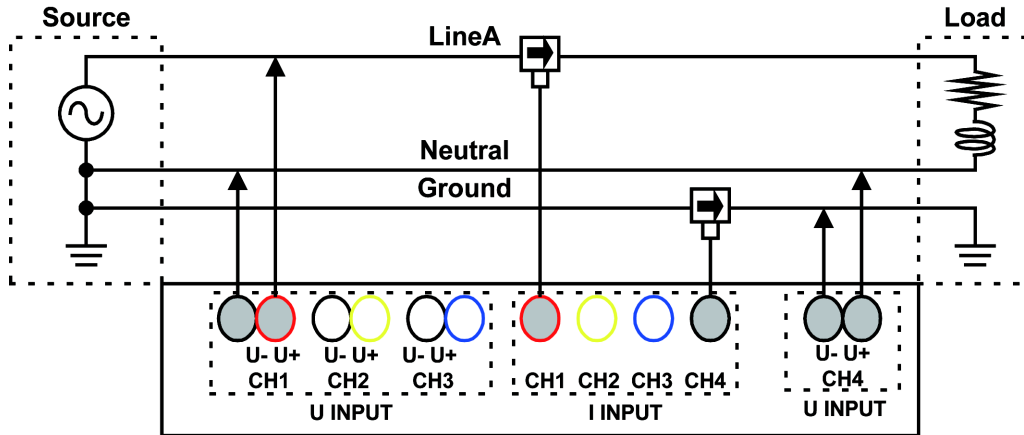 Source
Load
LineA
Neutral
Ground
U- U+ U- U+ U- U+ U- U+
CH1 CH2 CH3 CH1 CH2 CH3 CH4 CH4
U INPUT I INPUT U INPUT